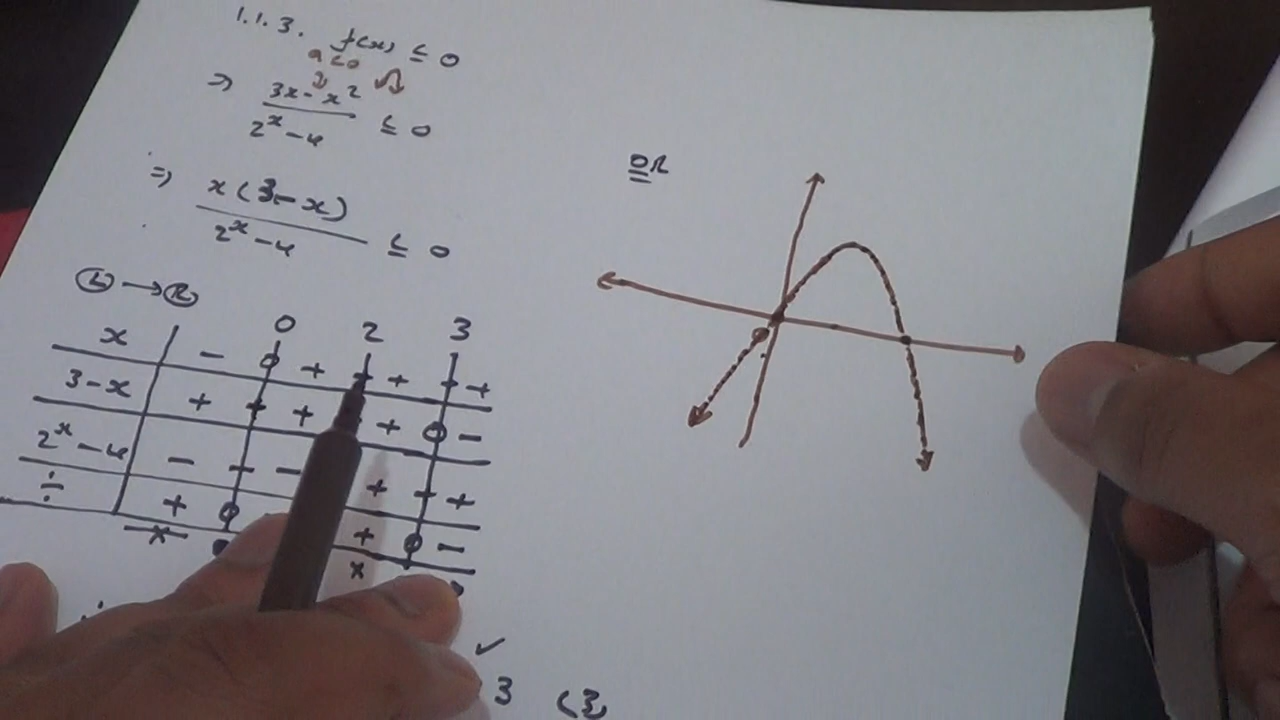 1.1.3. f(x) ≤ 0
a<0
⇒ 3x - x² / 2ˣ - 4 ≤ 0
⇒ x(3-x) / 2ˣ - 4 ≤ 0
L → R
0 2 3
x - 0 + + + + +
3-x + + + + 0 -
2ˣ-4 - + - + + +
÷ + 0 + 0 -
x x
∴
✓
3 (3)
OR